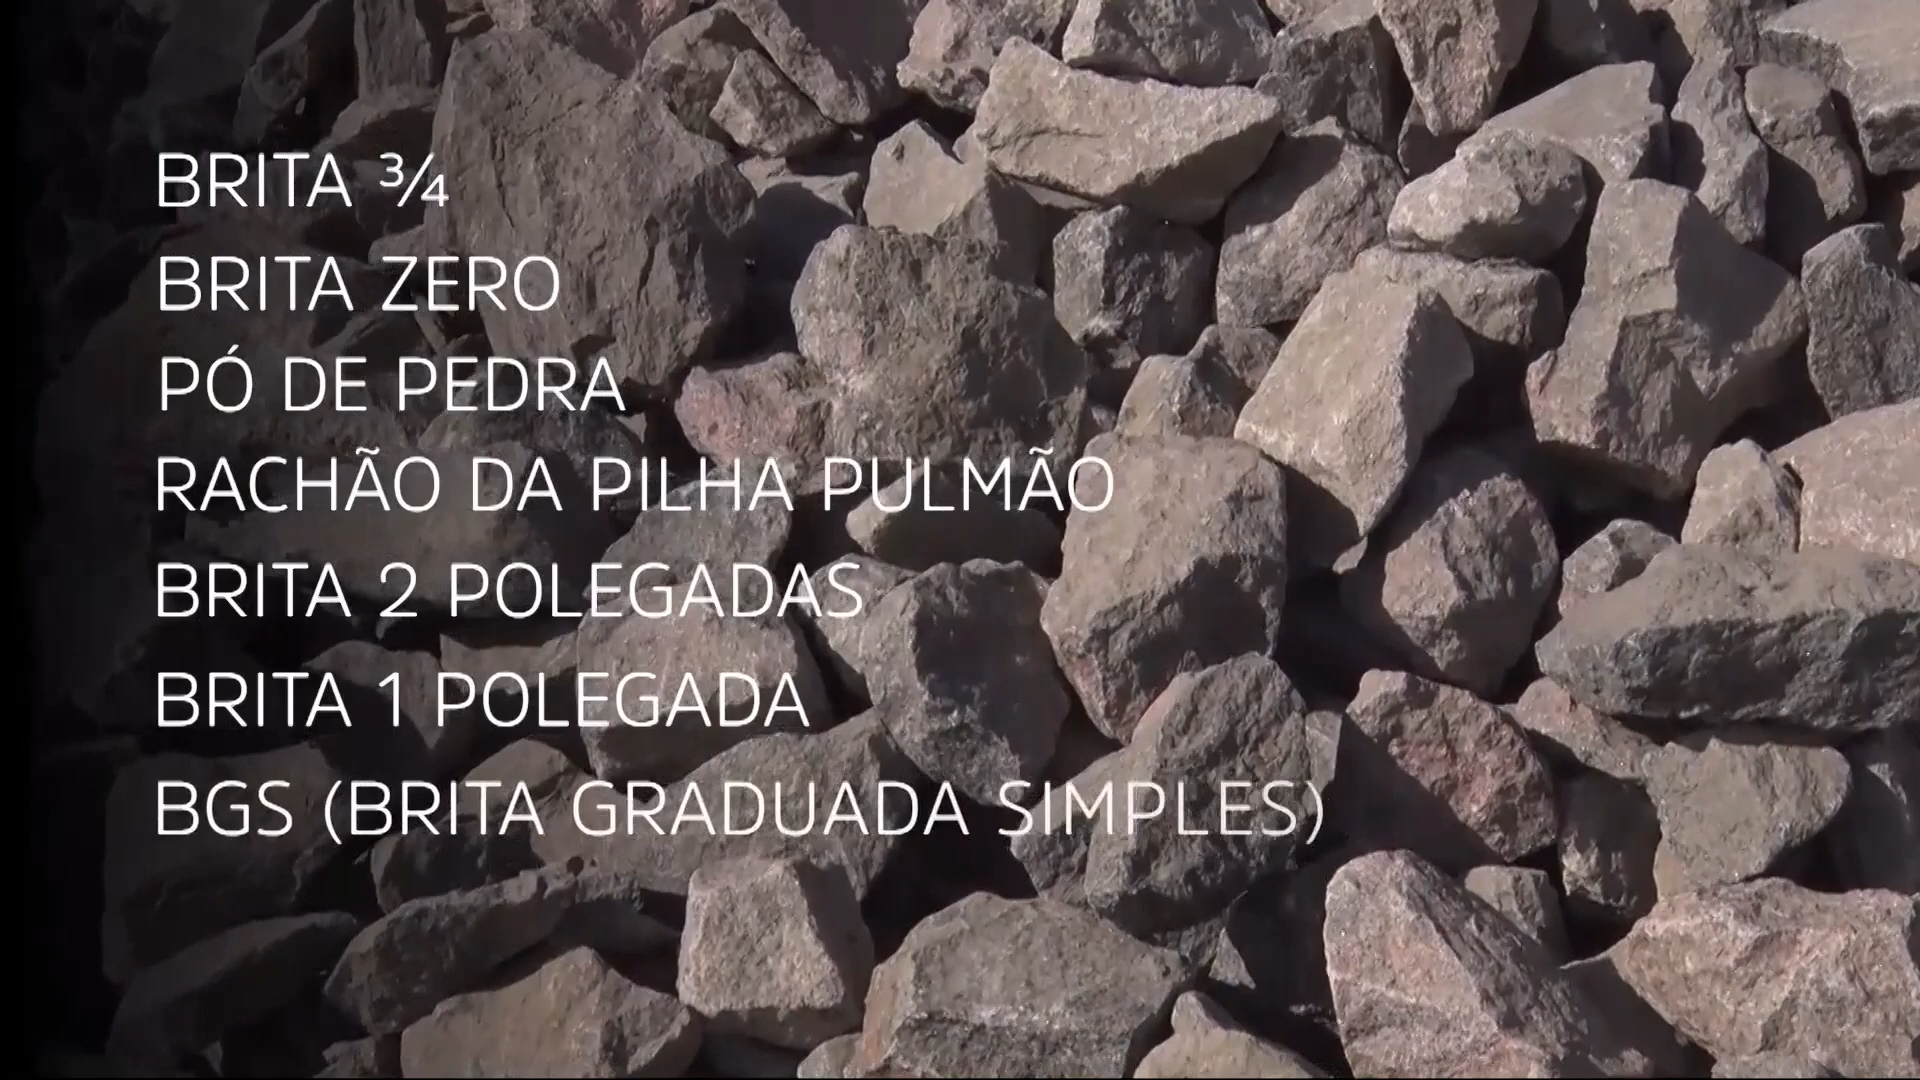 BRITA ¾
BRITA ZERO
PÓ DE PEDRA
RACHÃO DA PILHA PULMÃO
BRITA 2 POLEGADAS
BRITA 1 POLEGADA
BGS (BRITA GRADUADA SIMPLES)